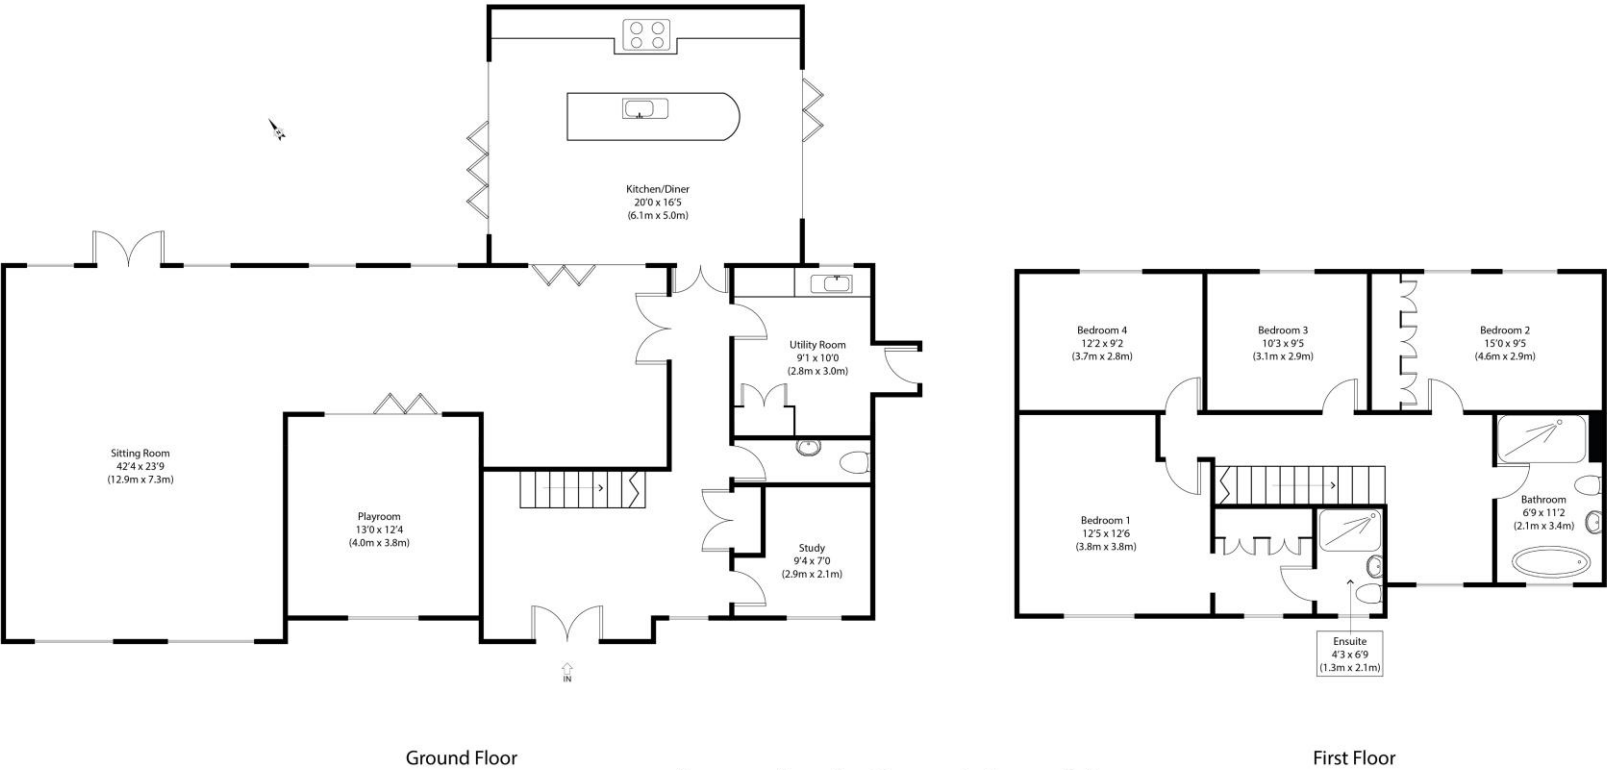 Kitchen/Diner
20'0 x 16'5
(6.1m x 5.0m)
Utility Room
9'1 x 10'0
(2.8m x 3.0m)
Sitting Room
42'4 x 23'9
(12.9m x 7.3m)
Playroom
13'0 x 12'4
(4.0m x 3.8m)
Study
9'4 x 7'0
(2.9m x 2.1m)
IN
Ground Floor
Bedroom 4
12'2 x 9'2
(3.7m x 2.8m)
Bedroom 3
10'3 x 9'5
(3.1m x 2.9m)
Bedroom 2
15'0 x 9'5
(4.6m x 2.9m)
Bedroom 1
12'5 x 12'6
(3.8m x 3.8m)
Bathroom
6'9 x 11'2
(2.1m x 3.4m)
Ensuite
4'3 x 6'9
(1.3m x 2.1m)
First Floor